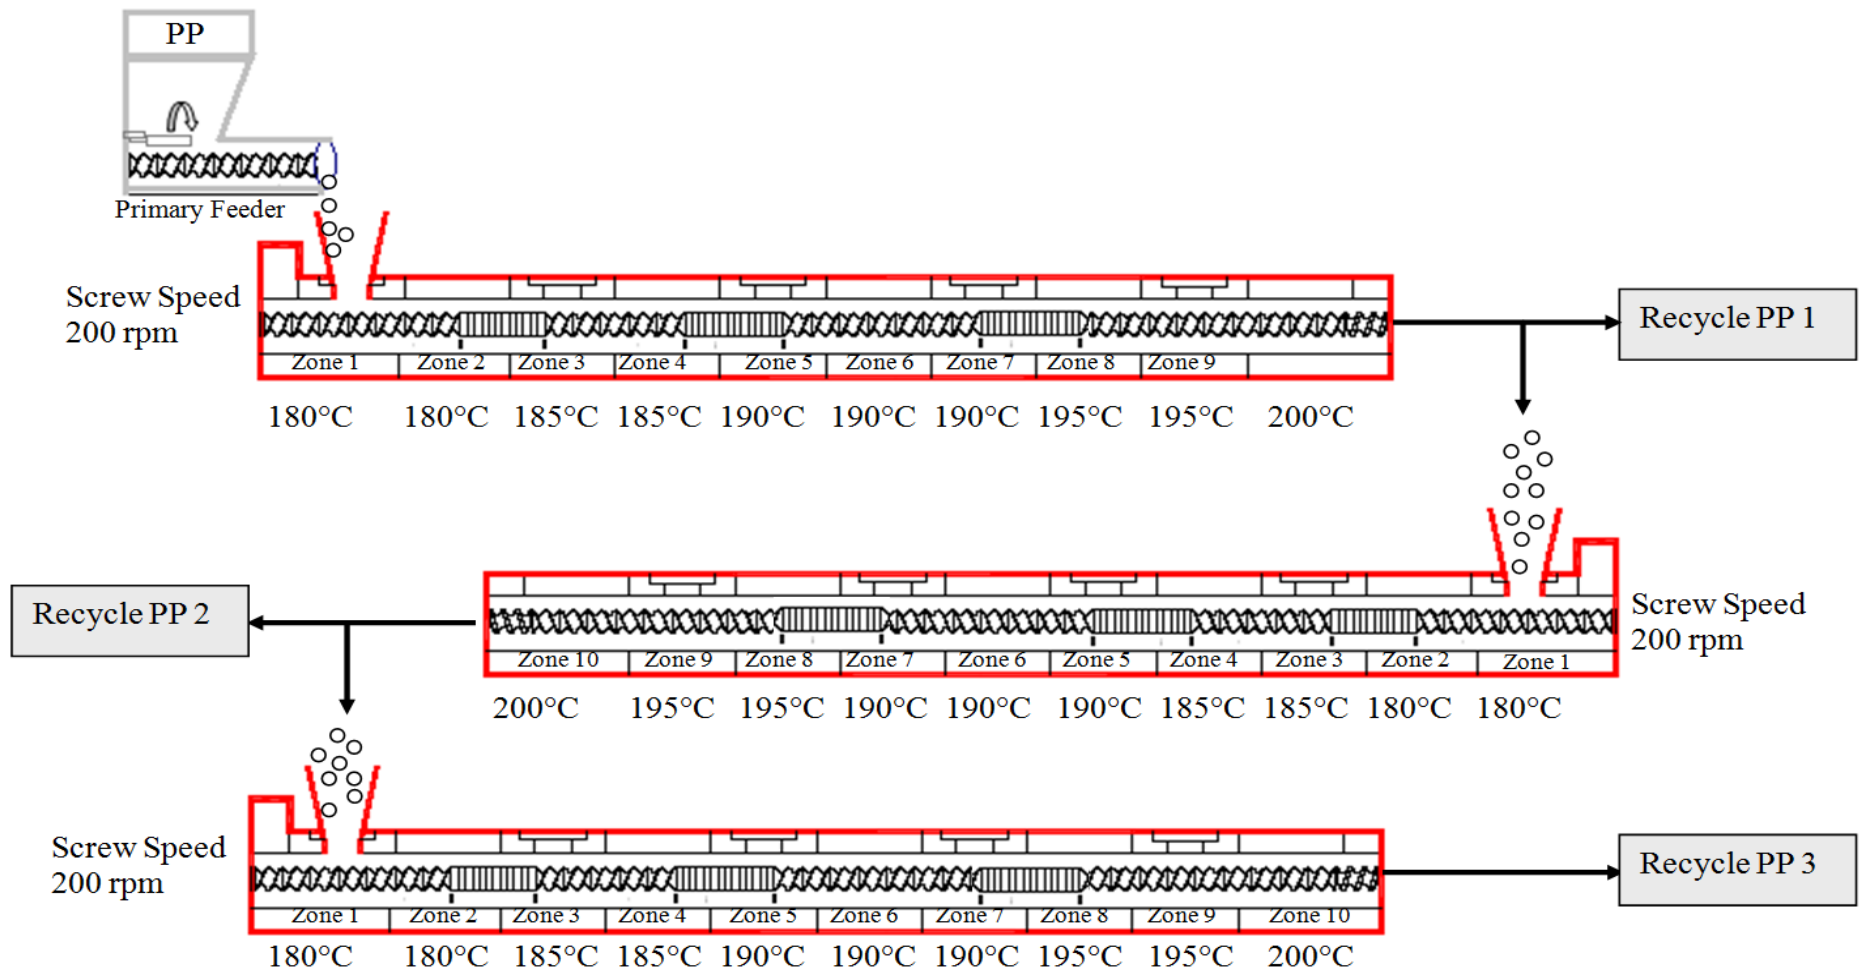 PP
Primary Feeder
Screw Speed
200 rpm
Zone 1 Zone 2 Zone 3 Zone 4 Zone 5 Zone 6 Zone 7 Zone 8 Zone 9
180°C 180°C 185°C 185°C 190°C 190°C 190°C 195°C 195°C 200°C
Recycle PP 1
Recycle PP 2
Screw Speed
200 rpm
Zone 10 Zone 9 Zone 8 Zone 7 Zone 6 Zone 5 Zone 4 Zone 3 Zone 2 Zone 1
200°C 195°C 195°C 190°C 190°C 190°C 185°C 185°C 180°C 180°C
Screw Speed
200 rpm
Zone 1 Zone 2 Zone 3 Zone 4 Zone 5 Zone 6 Zone 7 Zone 8 Zone 9 Zone 10
180°C 180°C 185°C 185°C 190°C 190°C 190°C 195°C 195°C 200°C
Recycle PP 3